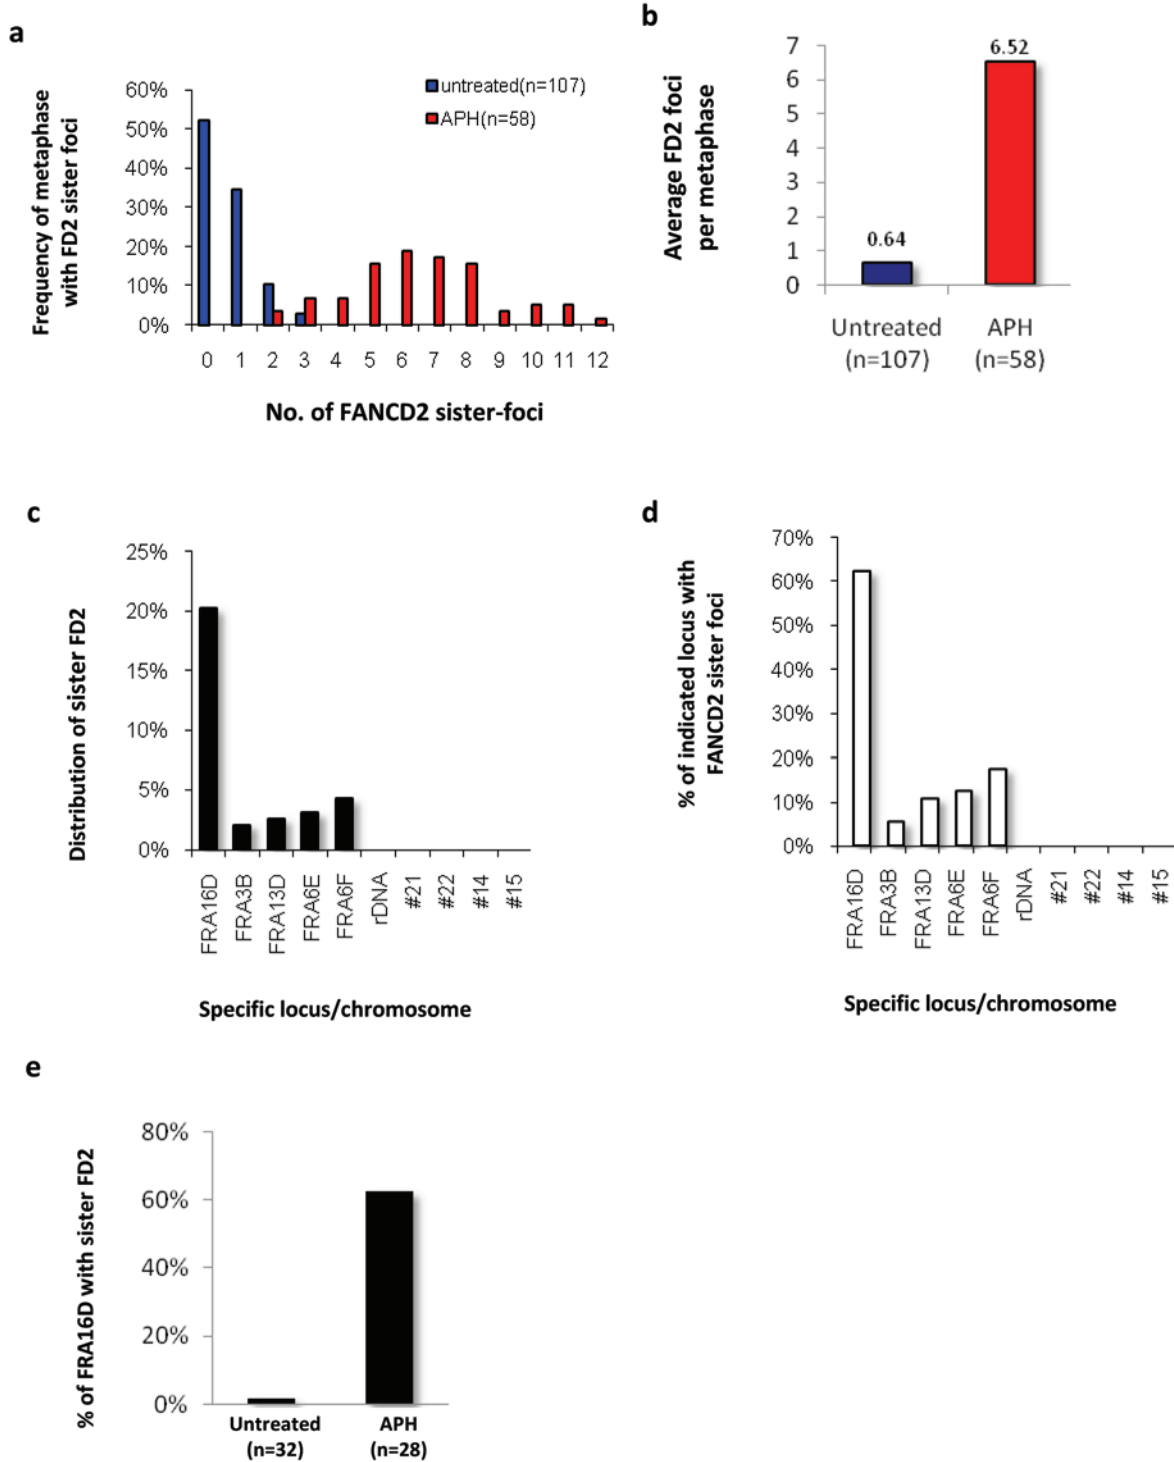 a
Frequency of metaphase
with FD2 sister foci
60%
50%
40%
30%
20%
10%
0%
untreated(n=107)
APH(n=58)
0 1 2 3 4 5 6 7 8 9 10 11 12
No. of FANCD2 sister-foci
b
Average FD2 foci
per metaphase
7
6
5
4
3
2
1
0
0.64
6.52
Untreated
(n=107)
APH
(n=58)
c
Distribution of sister FD2
25%
20%
15%
10%
5%
0%
FRA16D
FRA3B
FRA13D
FRA6E
FRA6F
rDNA
#21
#22
#14
#15
Specific locus/chromosome
d
% of indicated locus with
FANCD2 sister foci
70%
60%
50%
40%
30%
20%
10%
0%
FRA16D
FRA3B
FRA13D
FRA6E
FRA6F
rDNA
#21
#22
#14
#15
Specific locus/chromosome
e
% of FRA16D with sister FD2
80%
60%
40%
20%
0%
Untreated
(n=32)
APH
(n=28)